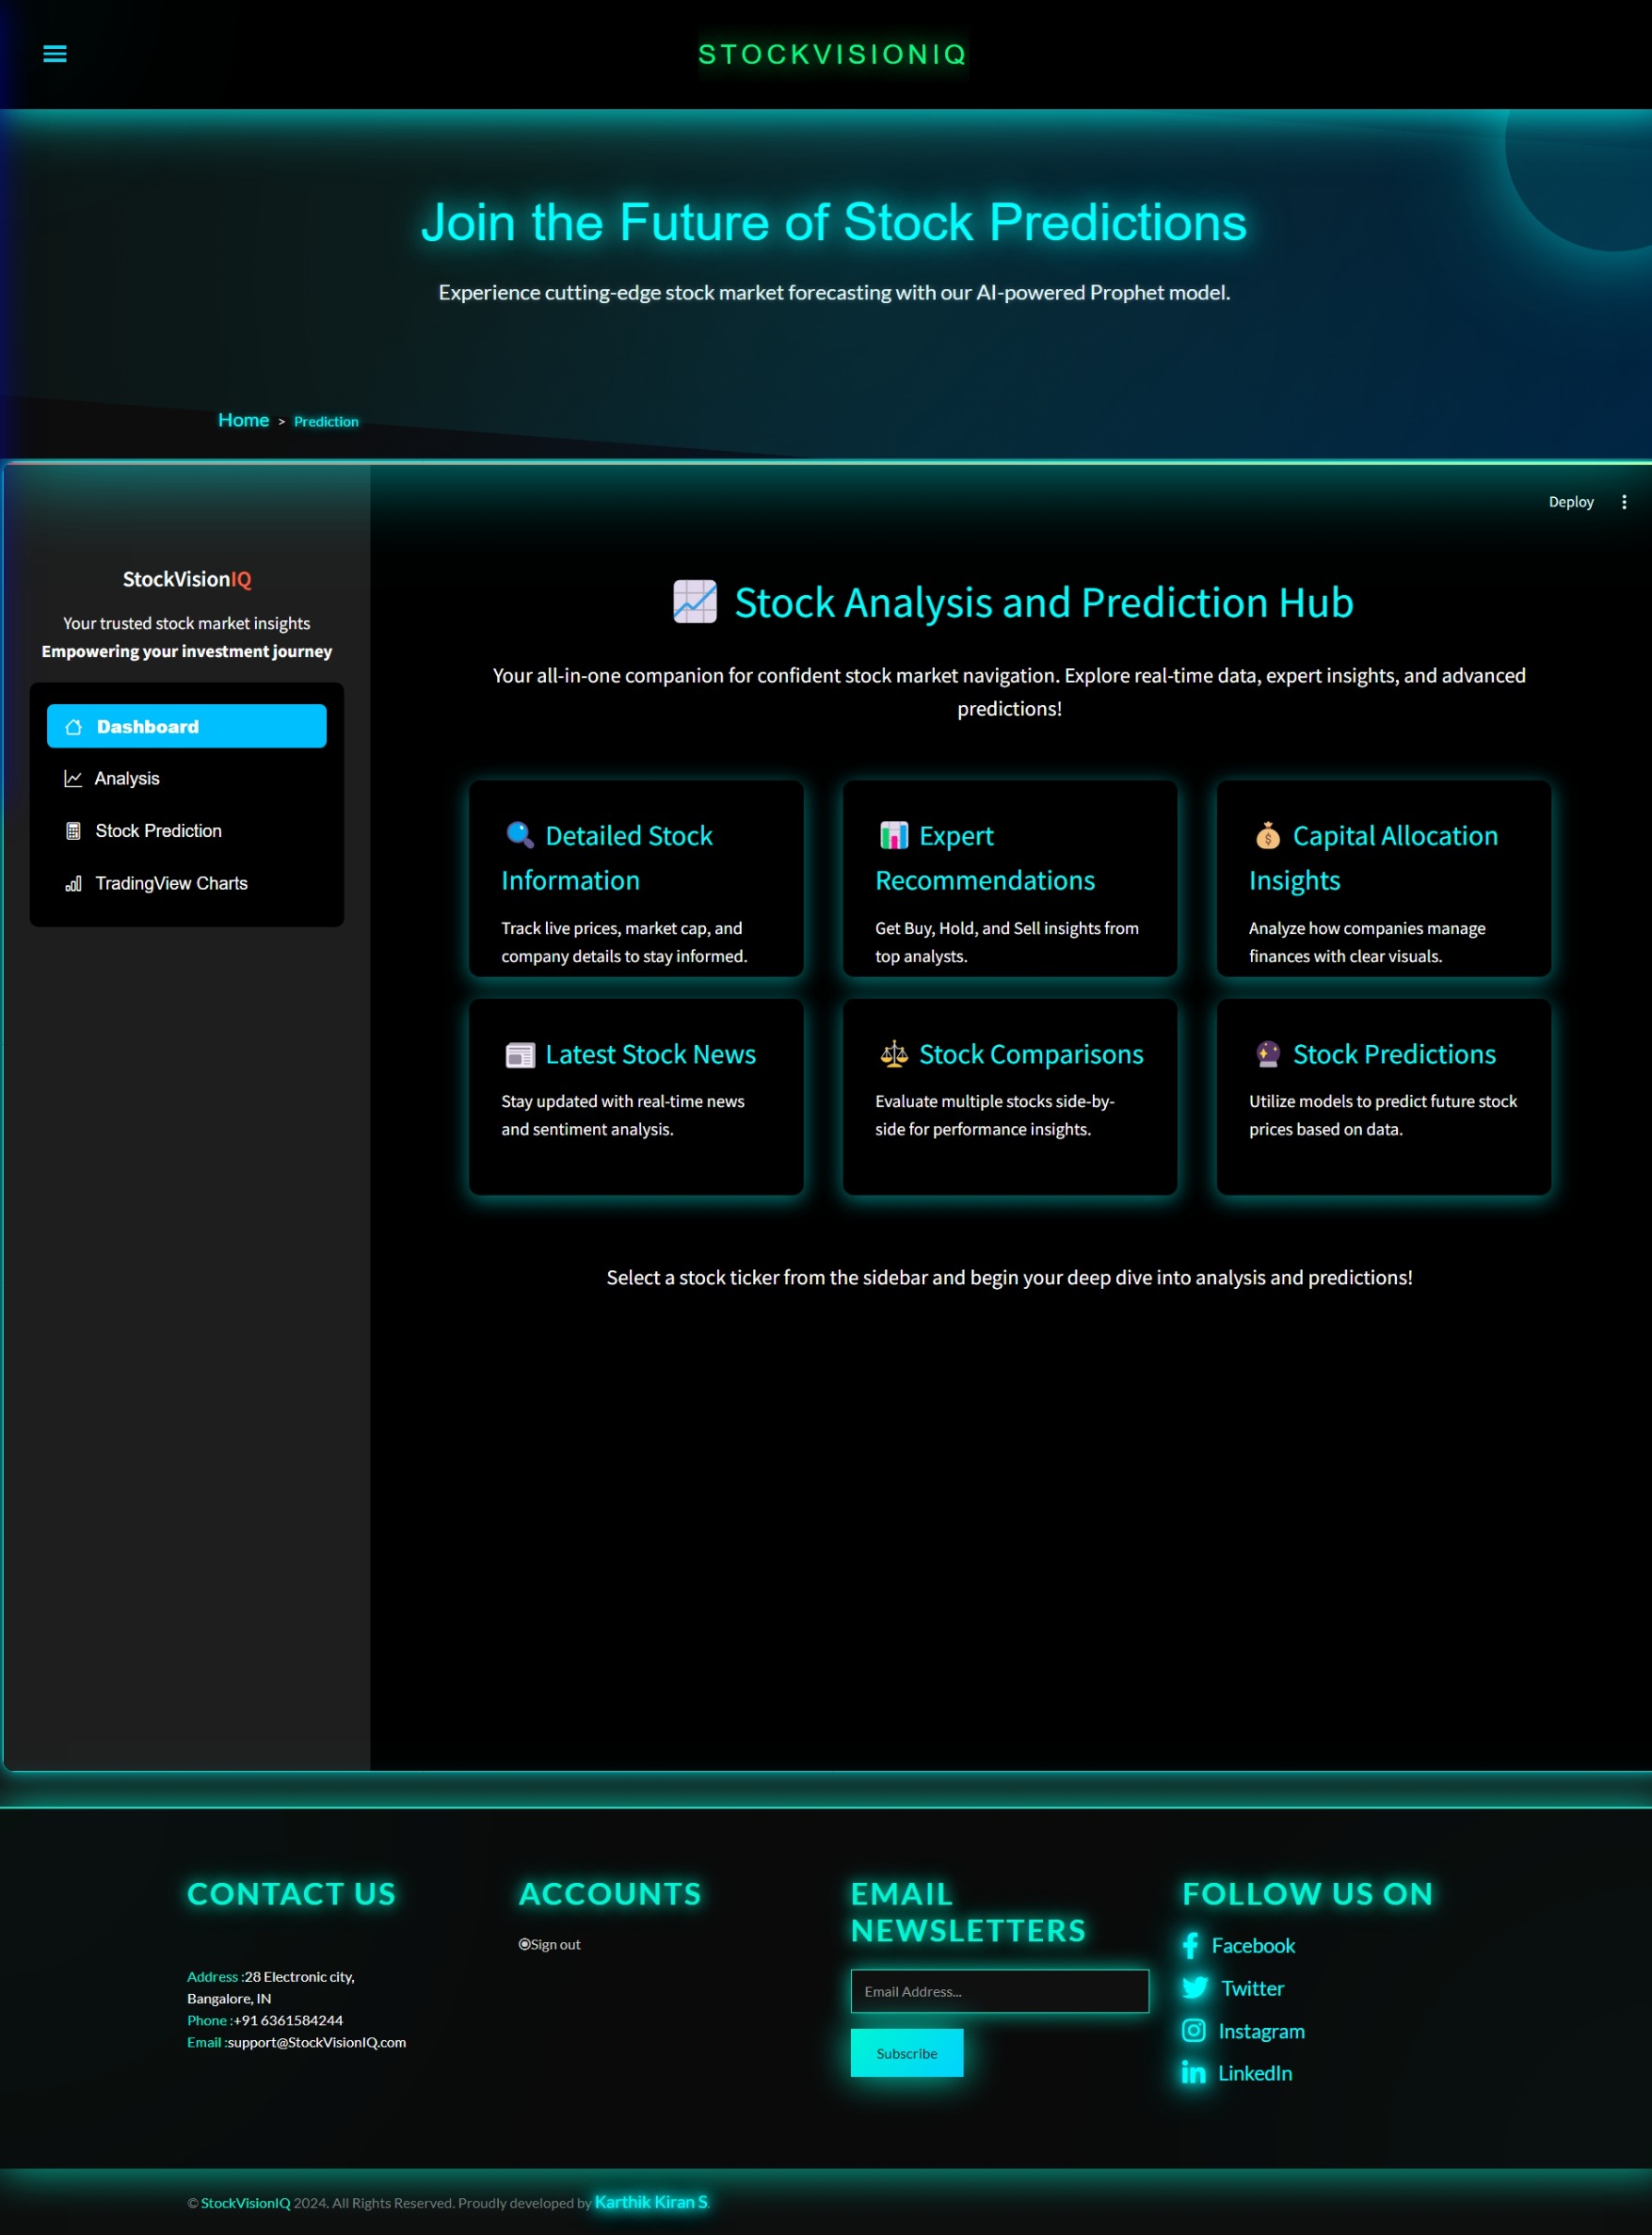 STOCKVISIONIQ
Join the Future of Stock Predictions
Experience cutting-edge stock market forecasting with our AI-powered Prophet model.
Home > Prediction
Deploy
StockVisionIQ
Your trusted stock market insights
Empowering your investment journey
Dashboard
Analysis
Stock Prediction
TradingView Charts
Stock Analysis and Prediction Hub
Your all-in-one companion for confident stock market navigation. Explore real-time data, expert insights, and advanced
predictions!
Detailed Stock
Information
Track live prices, market cap, and
company details to stay informed.
Expert
Recommendations
Get Buy, Hold, and Sell insights from
top analysts.
Capital Allocation
Insights
Analyze how companies manage
finances with clear visuals.
Latest Stock News
Stay updated with real-time news
and sentiment analysis.
Stock Comparisons
Evaluate multiple stocks side-by-
side for performance insights.
Stock Predictions
Utilize models to predict future stock
prices based on data.
Select a stock ticker from the sidebar and begin your deep dive into analysis and predictions!
CONTACT US
Address :28 Electronic city,
Bangalore, IN
Phone :+91 6361584244
Email :support@StockVisionIQ.com
ACCOUNTS
Sign out
EMAIL
NEWSLETTERS
Email Address...
Subscribe
FOLLOW US ON
Facebook
Twitter
Instagram
LinkedIn
© StockVisionIQ 2024. All Rights Reserved. Proudly developed by Karthik Kiran S.